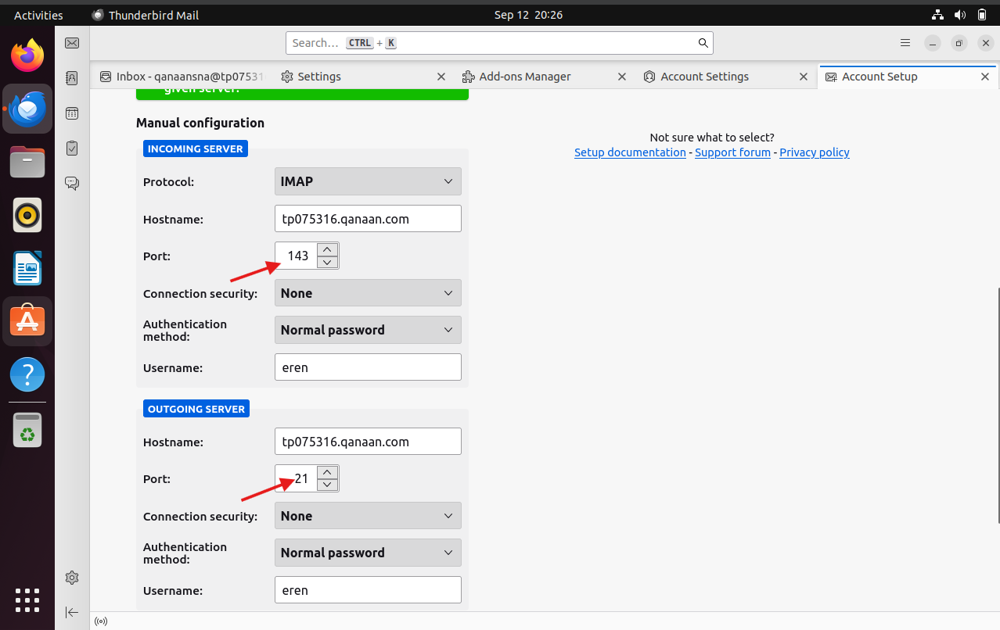 Activities Thunderbird Mail Sep 12 20:26
Search… CTRL + K
Inbox - qanaansna@tp07531 Settings Add-ons Manager Account Settings Account Setup
given server.
Manual configuration
INCOMING SERVER
Protocol: IMAP
Hostname: tp075316.qanaan.com
Port: 143
Connection security: None
Authentication method: Normal password
Username: eren
OUTGOING SERVER
Hostname: tp075316.qanaan.com
Port: 21
Connection security: None
Authentication method: Normal password
Username: eren
Not sure what to select?
Setup documentation - Support forum - Privacy policy